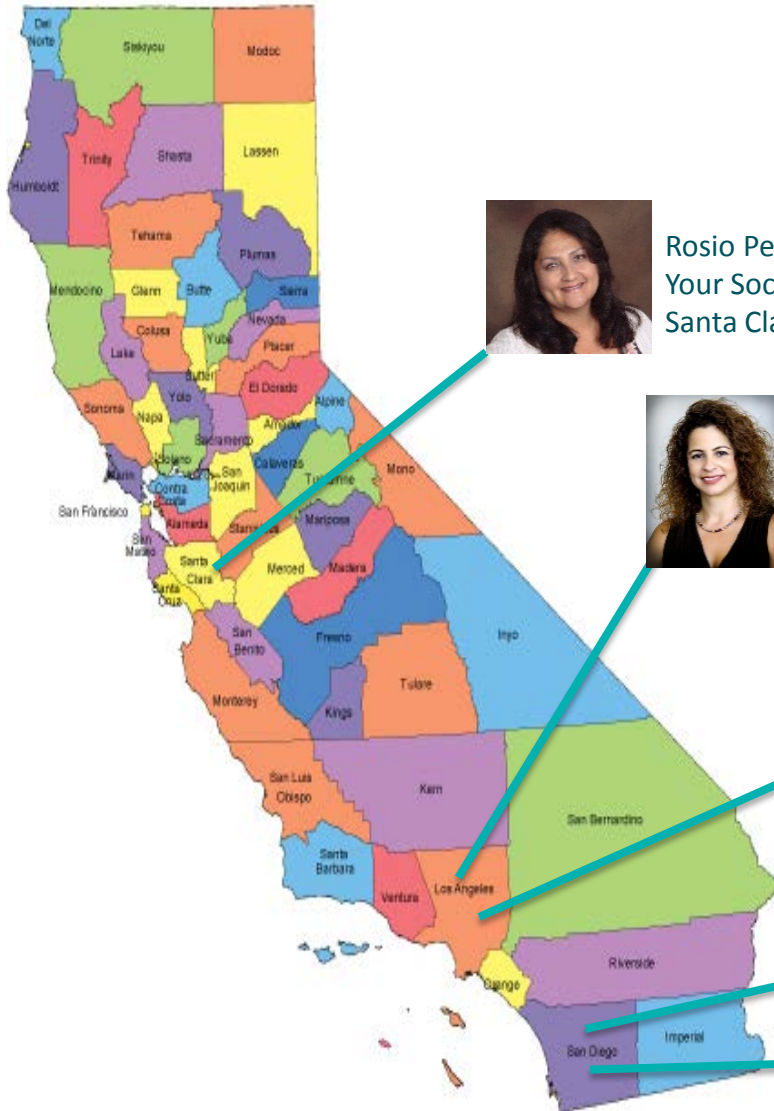 Del
Norte
Siskiyou
Modoc
Humboldt
Trinity
Shasta
Lassen
Tehama
Plumas
Mendocino
Glenn
Butte
Sierra
Colusa
Yuba
Nevada
Placer
Lake
Sutter
El Dorado
Sonoma
Napa
Yolo
Alpine
Sacramento
Amador
Solano
Calaveras
Tuolumne
Mono
Marin
Contra
Costa
San
Joaquin
San Francisco
Alameda
Stanislaus
Mariposa
San
Mateo
Santa
Clara
Merced
Madera
Santa
Cruz
San
Benito
Fresno
Inyo
Monterey
Kings
Tulare
San Luis
Obispo
Kern
San Bernardino
Santa
Barbara
Ventura
Los Angeles
Orange
Riverside
San Diego
Imperial
Rosio Pe
Your Soc
Santa Cla